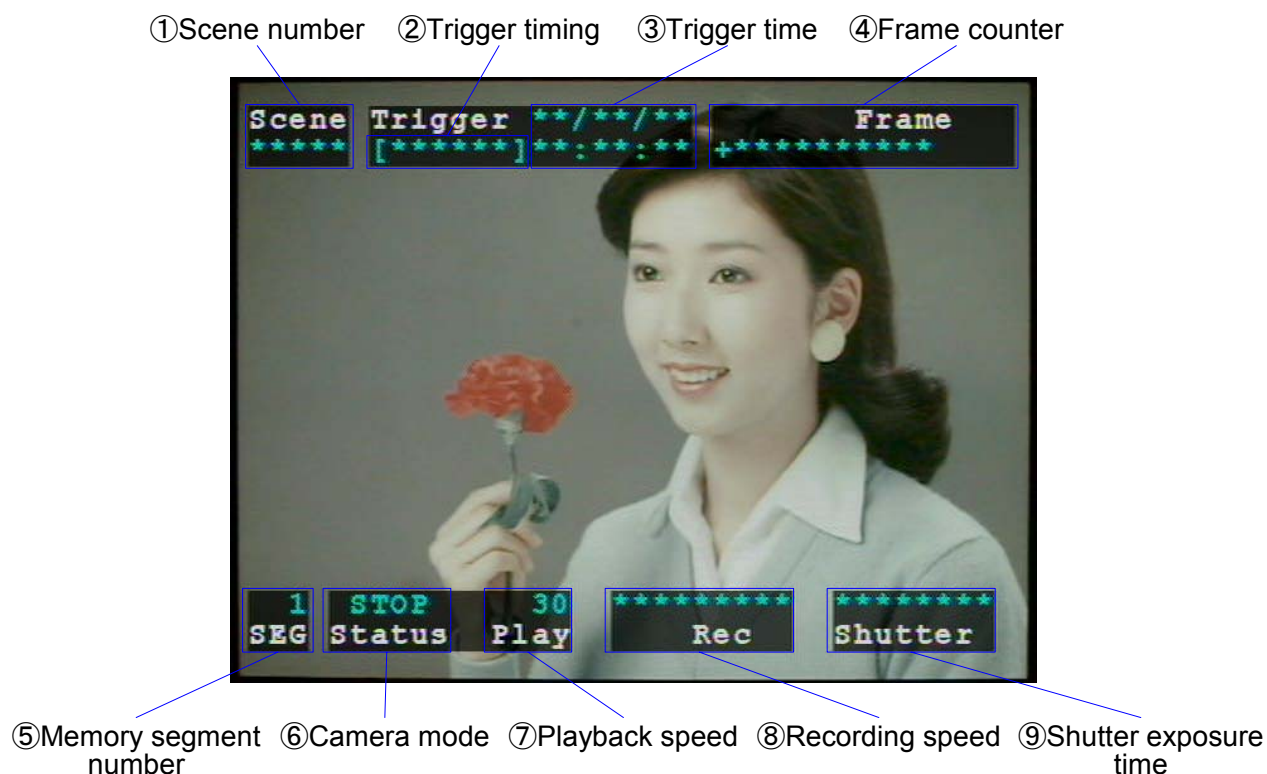 ①Scene number ②Trigger timing ③Trigger time ④Frame counter
Scene Trigger **/**/** Frame
***** [******] **:**:** +**********
1 STOP 30 ********* ********
SEG Status Play Rec Shutter
⑤Memory segment number ⑥Camera mode ⑦Playback speed ⑧Recording speed ⑨Shutter exposure time